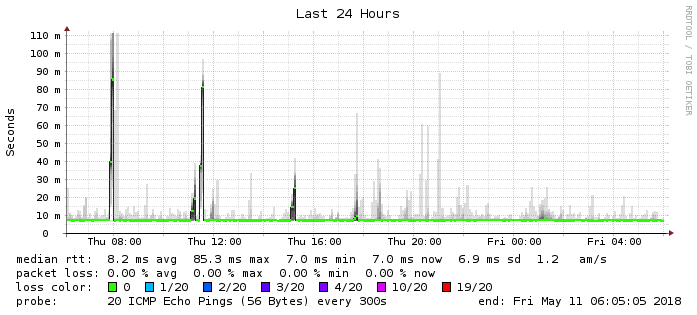 Last 24 Hours
RRDTOOL / TOBI OETIKER
Seconds
110 m
100 m
90 m
80 m
70 m
60 m
50 m
40 m
30 m
20 m
10 m
0
Thu 08:00 Thu 12:00 Thu 16:00 Thu 20:00 Fri 00:00 Fri 04:00
median rtt: 8.2 ms avg 85.3 ms max 7.0 ms min 7.0 ms now 6.9 ms sd 1.2 am/s
packet loss: 0.00 % avg 0.00 % max 0.00 % min 0.00 % now
loss color: 0 1/20 2/20 3/20 4/20 10/20 19/20
probe: 20 ICMP Echo Pings (56 Bytes) every 300s end: Fri May 11 06:05:05 2018